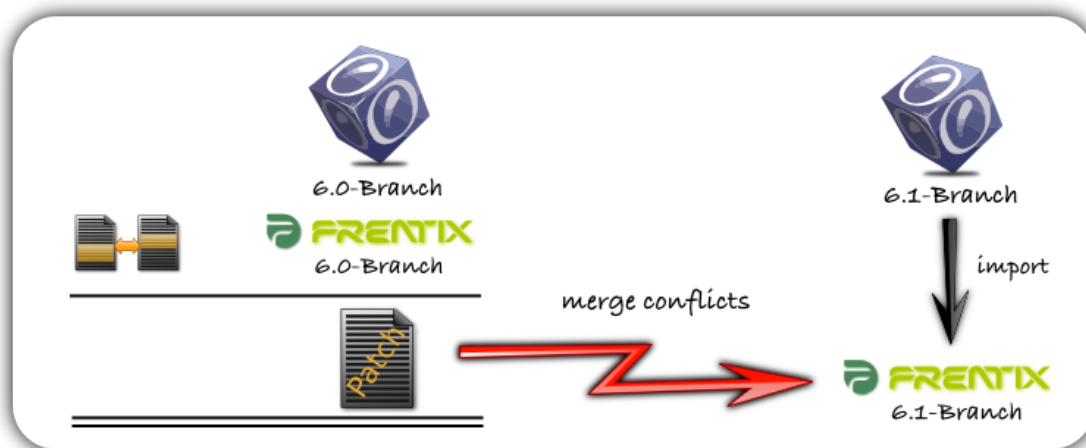 6.0-Branch
FRENTIX
6.0-Branch
Patch
merge conflicts
6.1-Branch
import
FRENTIX
6.1-Branch